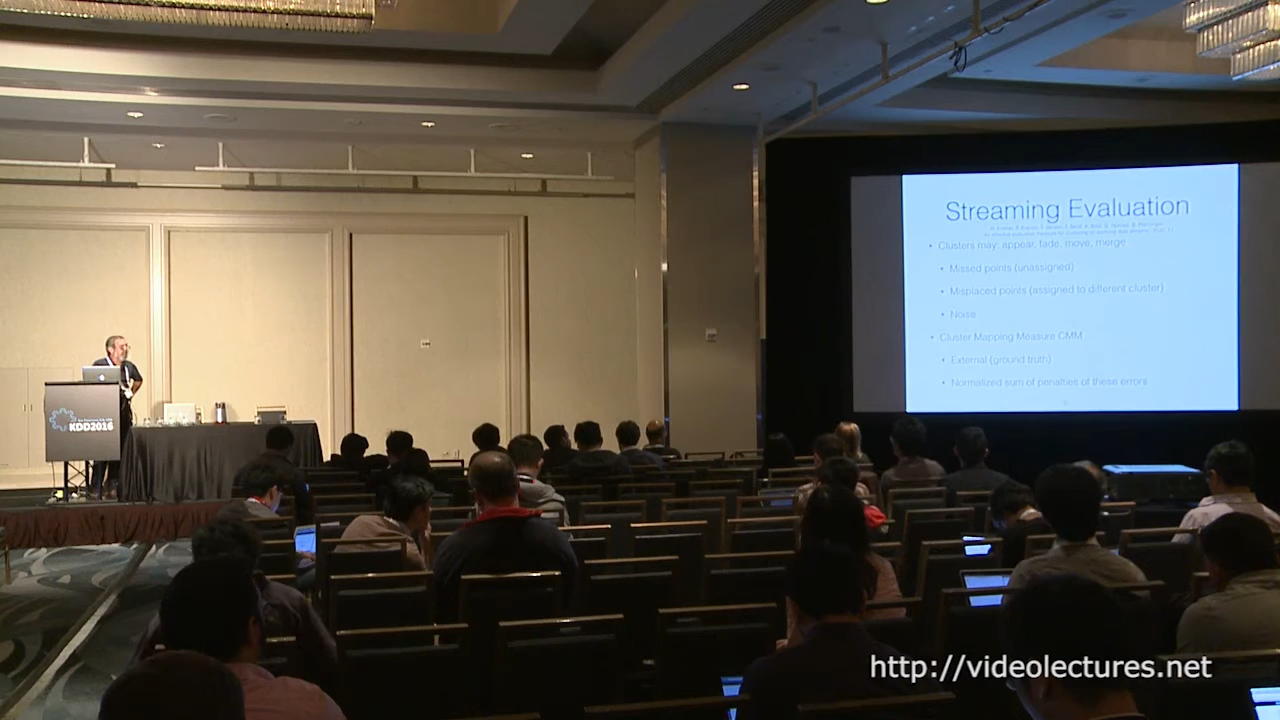 Streaming Evaluation
• Clusters may: appear, fade, move, merge
• Missed points (unassigned)
• Misplaced points (assigned to different cluster)
• Noise
• Cluster Mapping Measure CMM
• External (ground truth)
• Normalized sum of penalties of these errors
KDD2016
http://videolectures.net